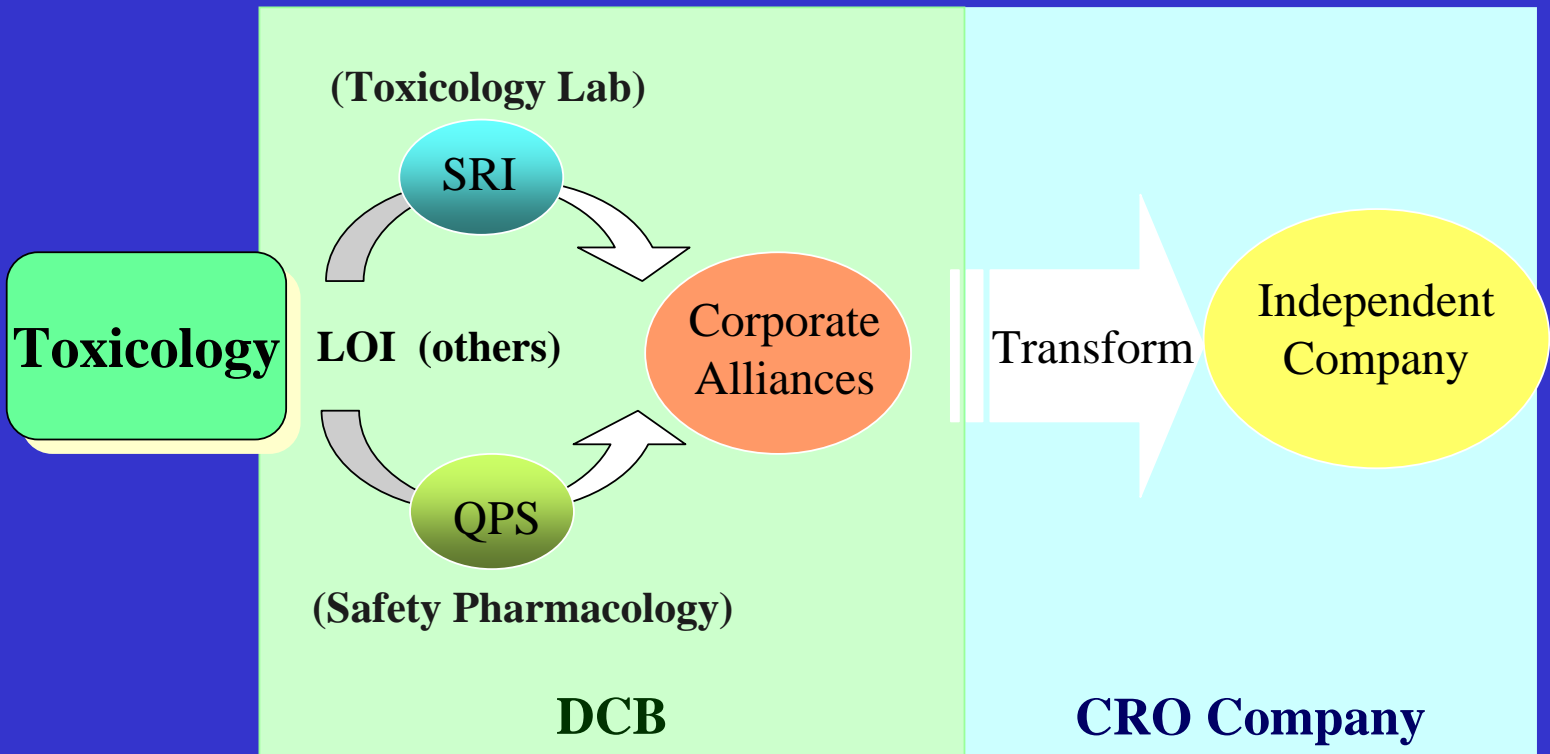 (Toxicology Lab)
SRI
Toxicology
LOI (others)
Corporate
Alliances
Transform
Independent
Company
QPS
(Safety Pharmacology)
DCB
CRO Company